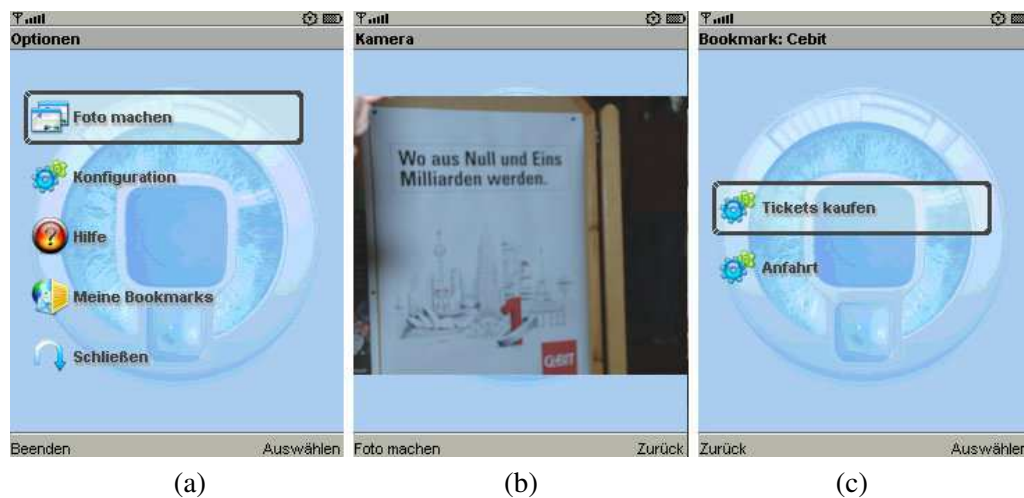 Optionen
Foto machen
Konfiguration
Hilfe
Meine Bookmarks
Schließen
Beenden Auswählen
(a)
Kamera
Wo aus Null und Eins
Milliarden werden.
1
CeBIT
Foto machen Zurück
(b)
Bookmark: Cebit
Tickets kaufen
Anfahrt
Zurück Auswählen
(c)